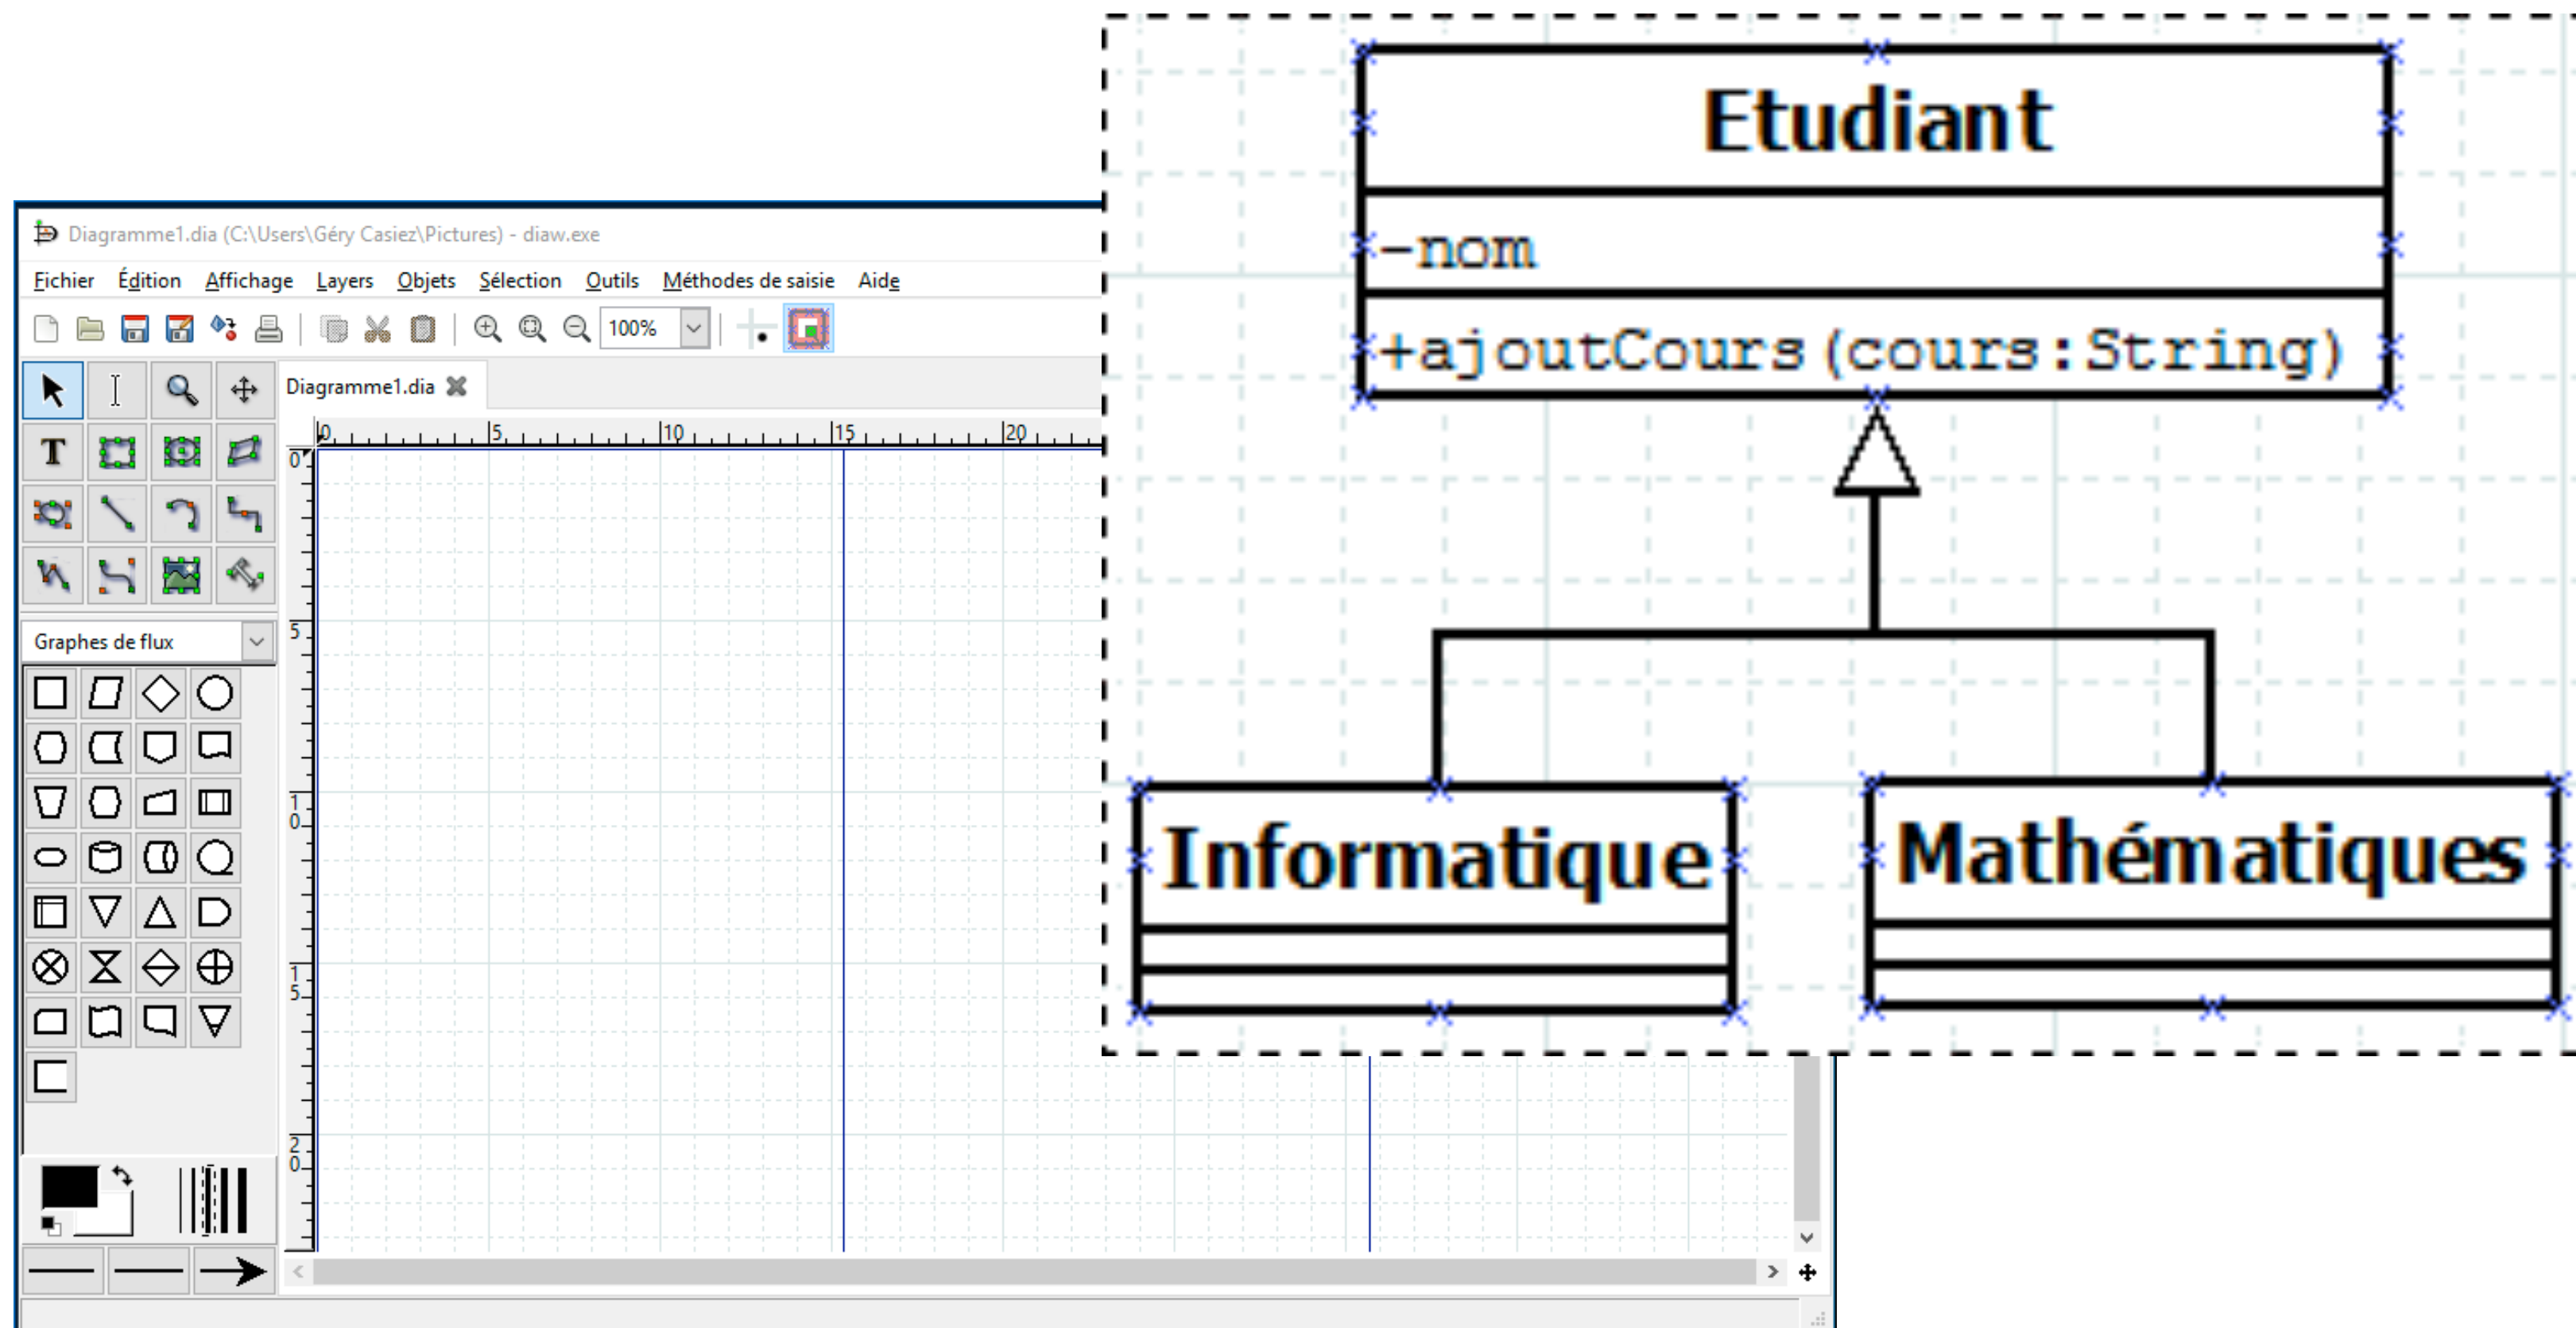 Diagramme1.dia (C:\Users\Géry Casiez\Pictures) - diaw.exe
Fichier Édition Affichage Layers Objets Sélection Outils Méthodes de saisie Aide
100%
Diagramme1.dia
0 5 10 15 20
0
5
10
15
20
T
Graphes de flux
Etudiant
-nom
+ajoutCours(cours:String)
Informatique
Mathématiques